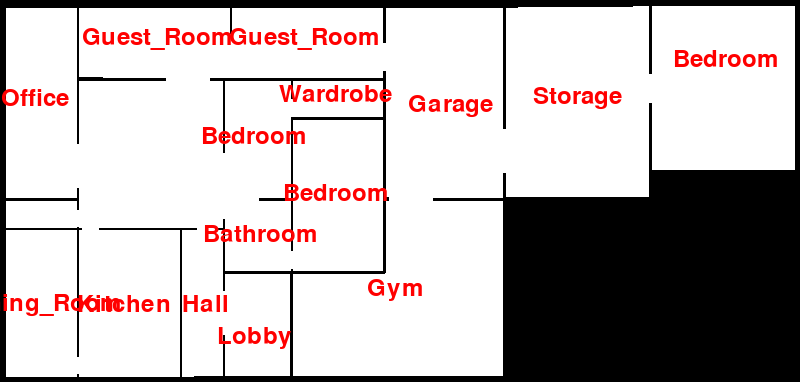 Guest_Room
Guest_Room
Bedroom
Office
Wardrobe
Garage
Storage
Bedroom
Bedroom
Bathroom
Gym
ing_Room
Kitchen
Hall
Lobby